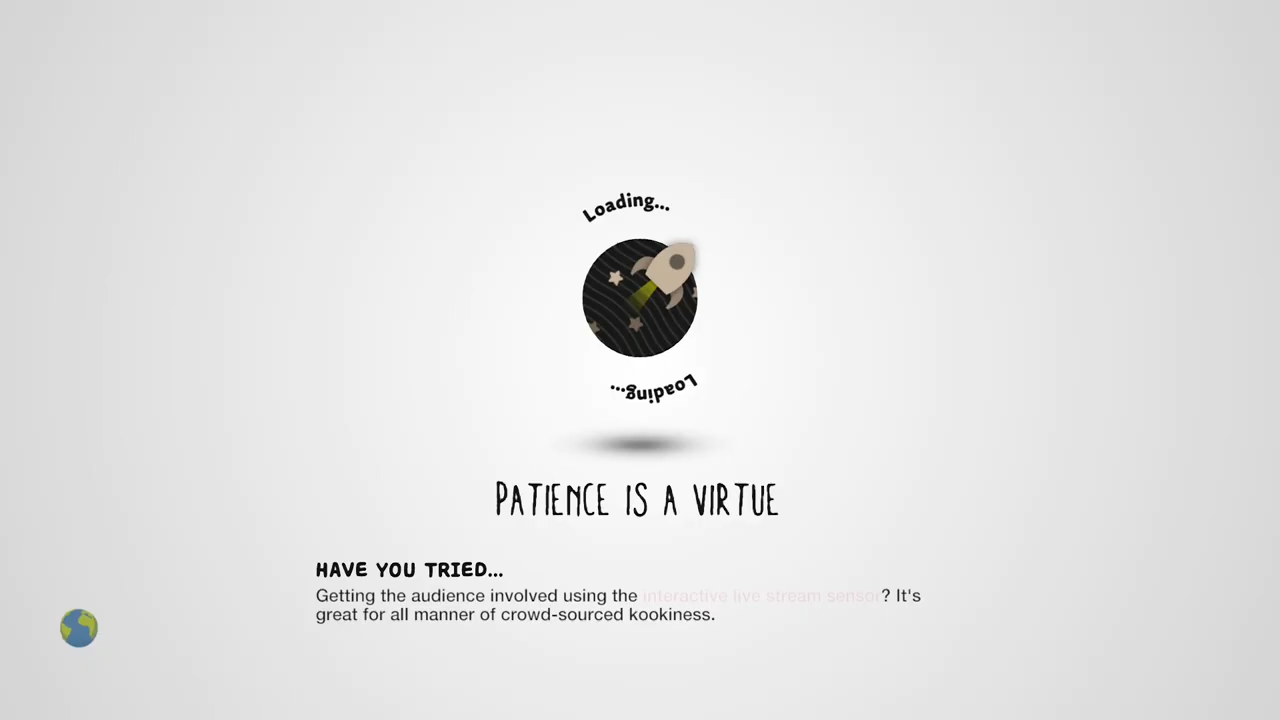 Loading...
Loading...
PATIENCE IS A VIRTUE
HAVE YOU TRIED...
Getting the audience involved using the interactive live stream sensor? It's
great for all manner of crowd-sourced kookiness.